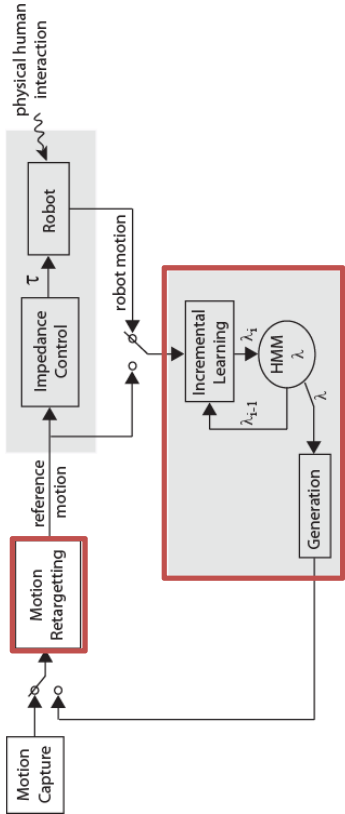 Motion
Capture
Motion
Retargetting
reference
motion
Impedance
Control
τ
Robot
physical human
interaction
robot motion
Incremental
Learning
λi
λi-1
HMM
λ
λ
Generation